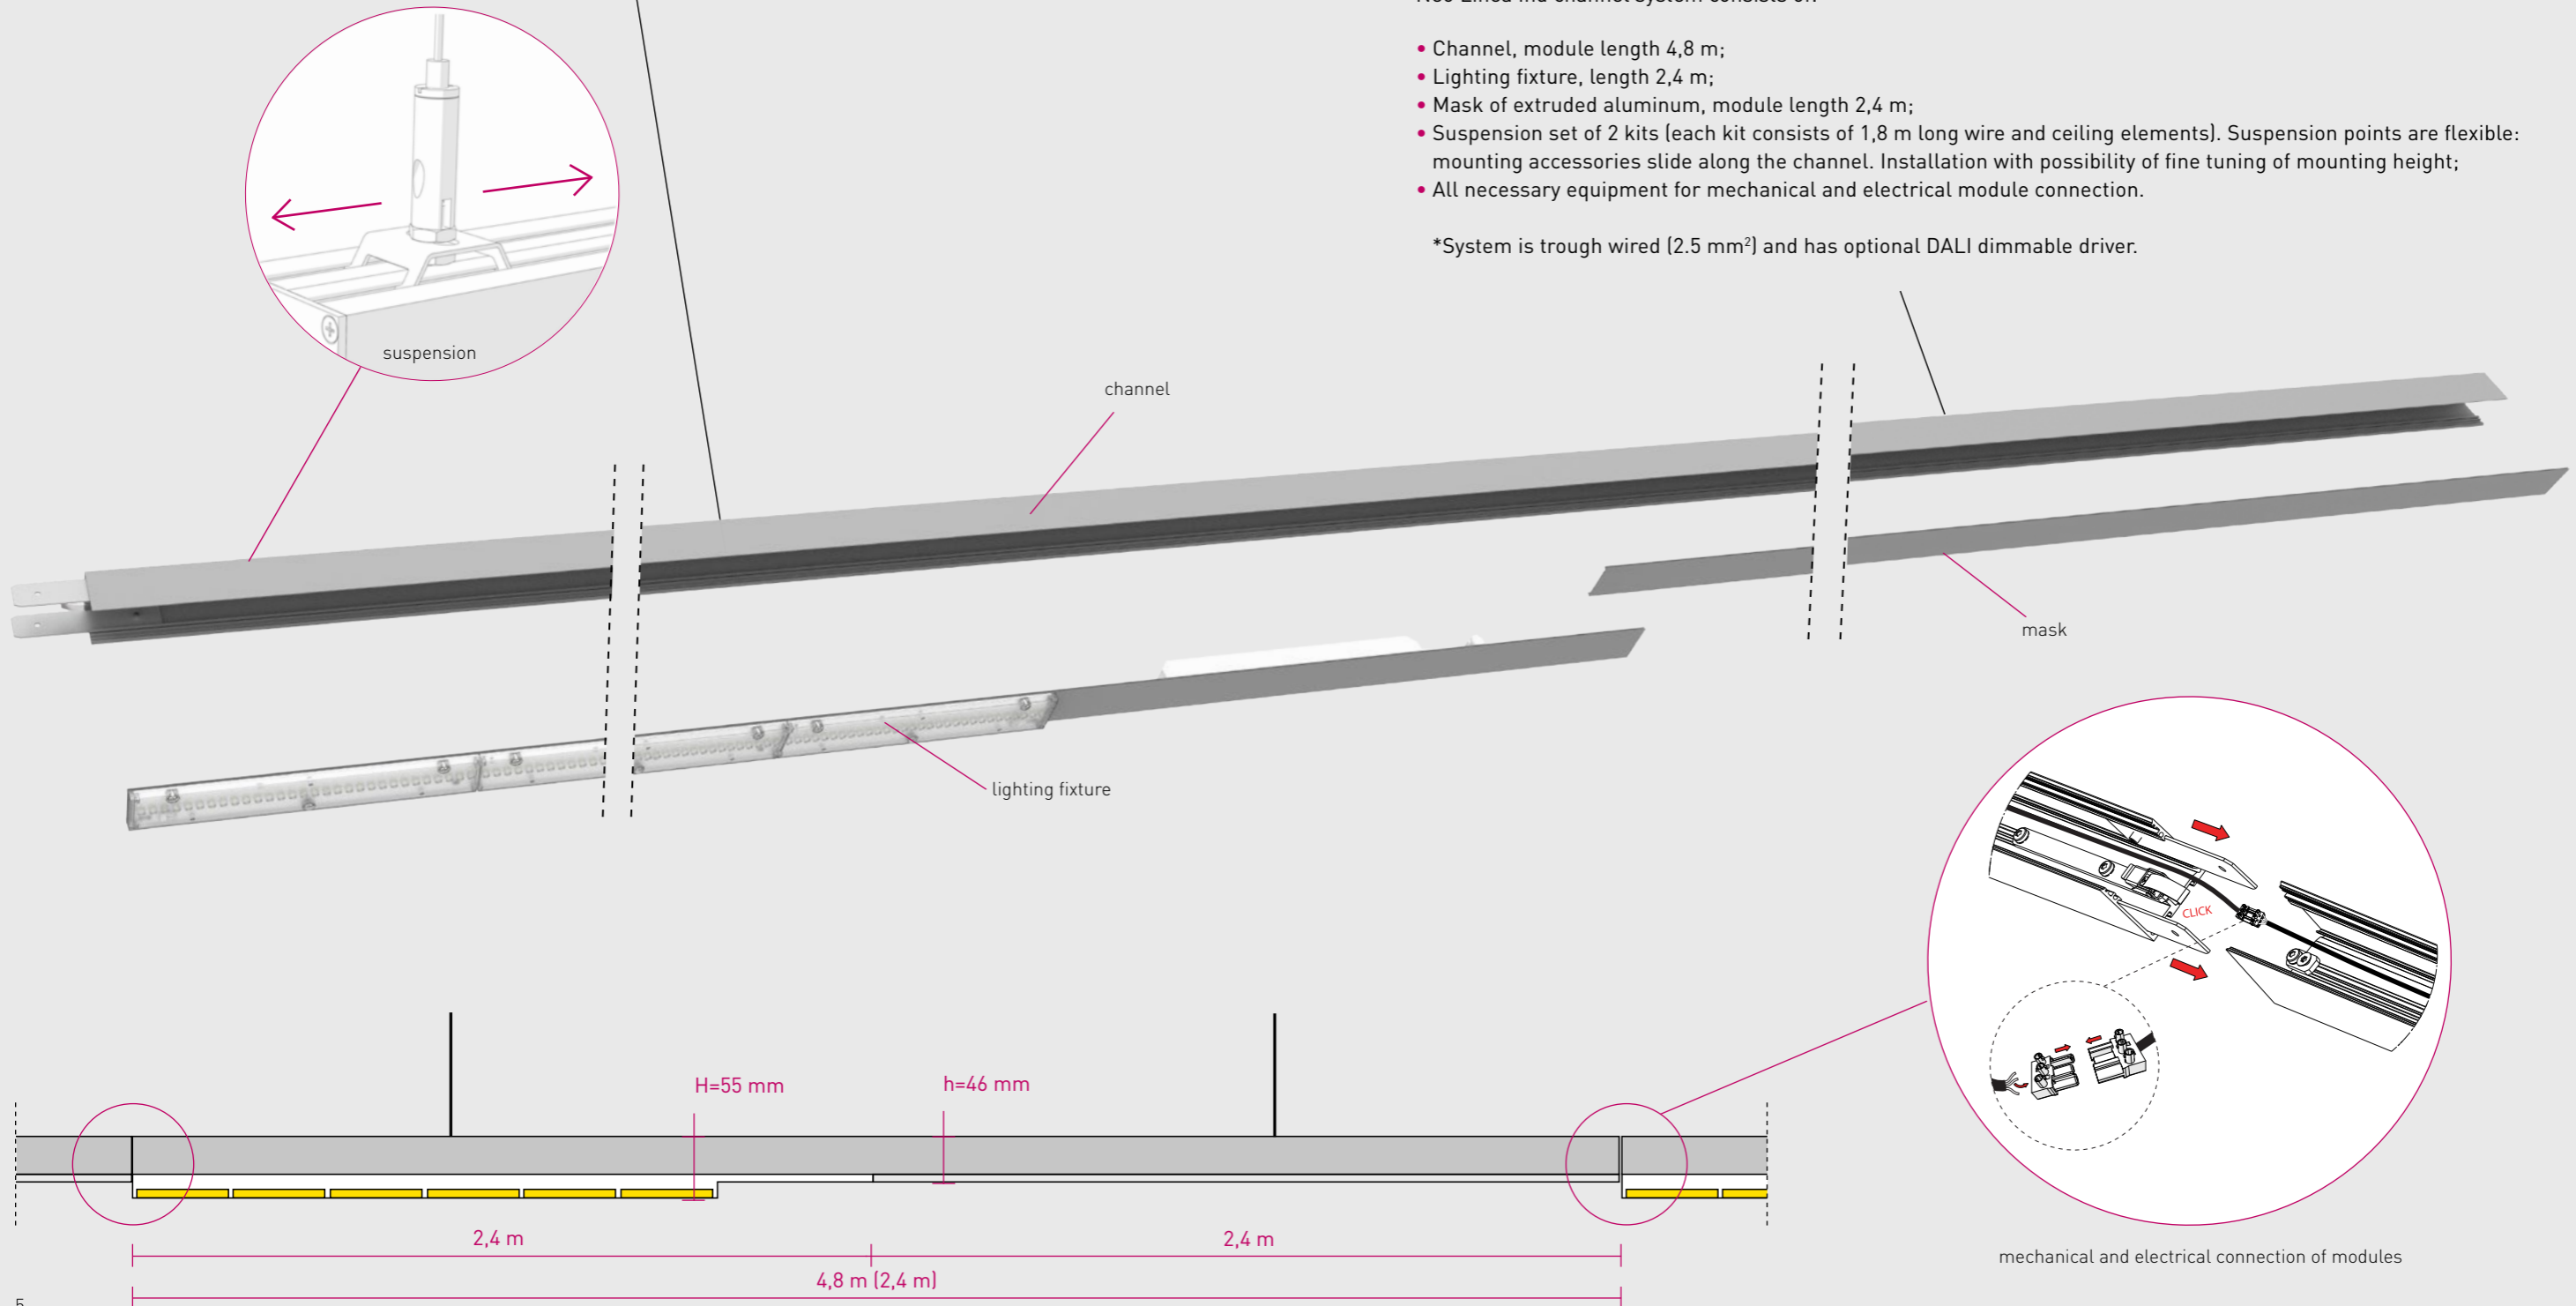 • Channel, module length 4,8 m;
• Lighting fixture, length 2,4 m;
• Mask of extruded aluminum, module length 2,4 m;
• Suspension set of 2 kits (each kit consists of 1,8 m long wire and ceiling elements). Suspension points are flexible:
mounting accessories slide along the channel. Installation with possibility of fine tuning of mounting height;
• All necessary equipment for mechanical and electrical module connection.
*System is trough wired (2.5 mm²) and has optional DALI dimmable driver.
suspension
channel
mask
lighting fixture
CLICK
H=55 mm
h=46 mm
2,4 m
2,4 m
4,8 m (2,4 m)
mechanical and electrical connection of modules
5